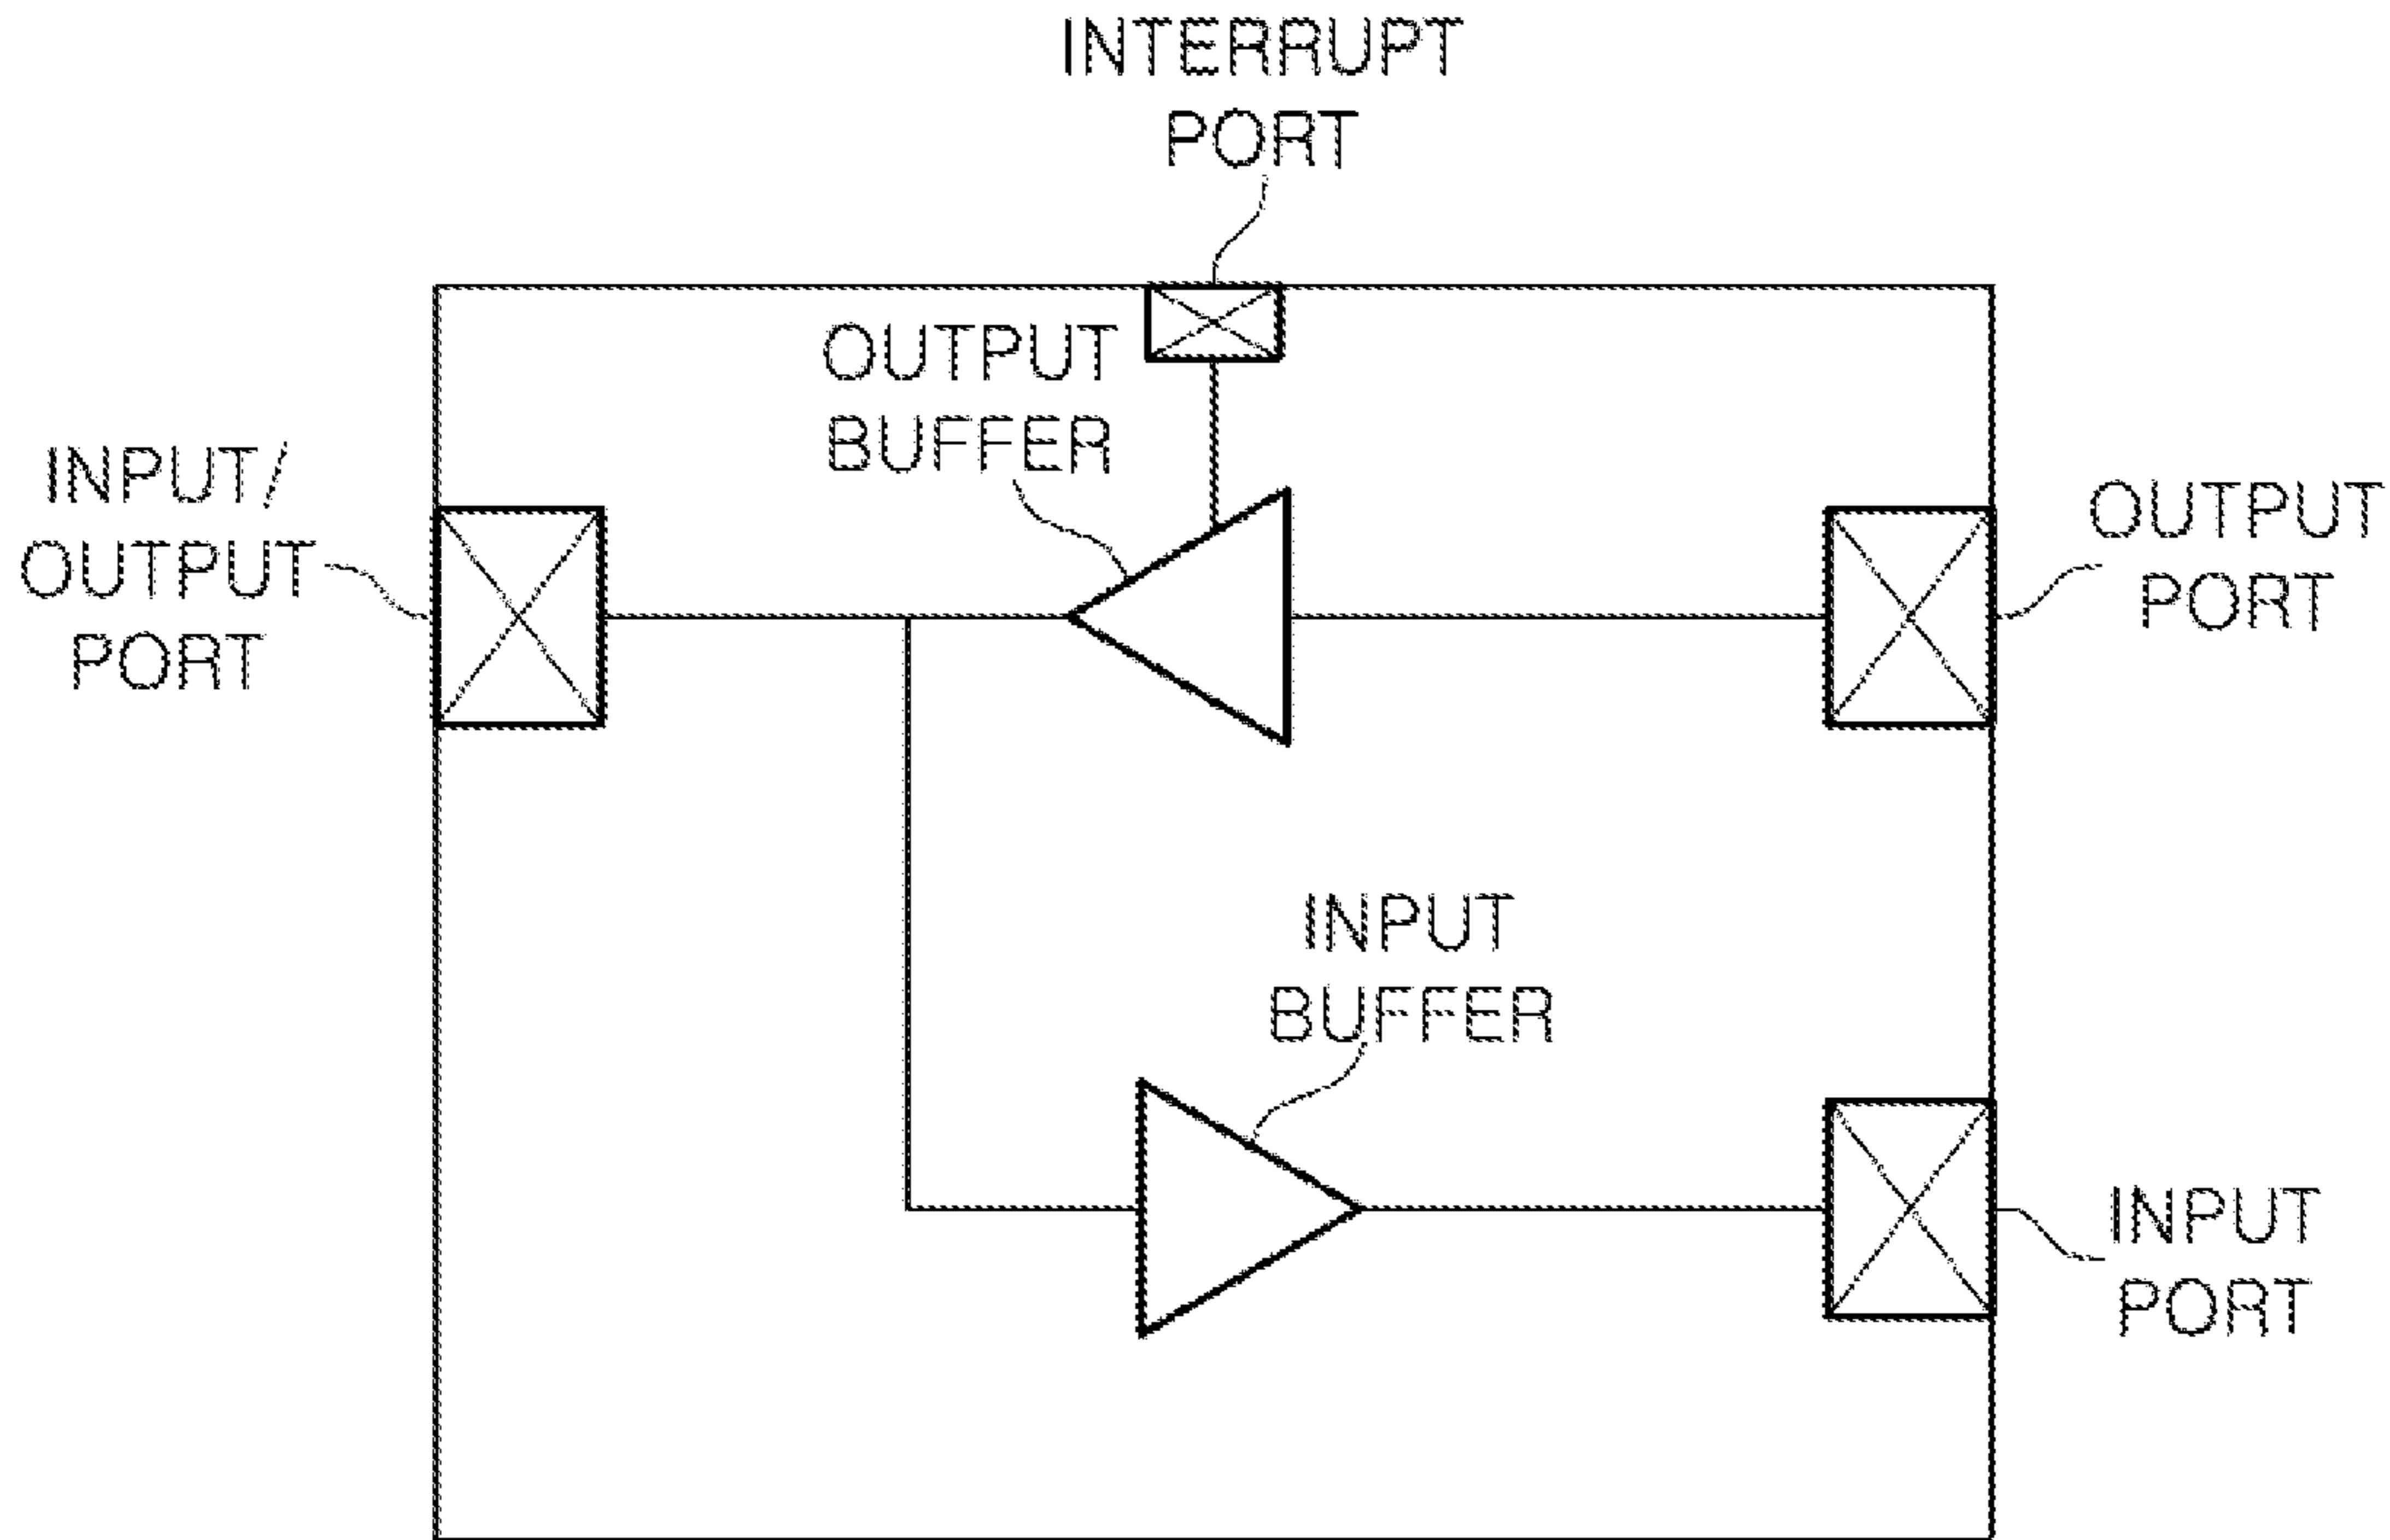 INTERRUPT
PORT
OUTPUT
BUFFER
INPUT/
OUTPUT
PORT
OUTPUT
PORT
INPUT
BUFFER
INPUT
PORT